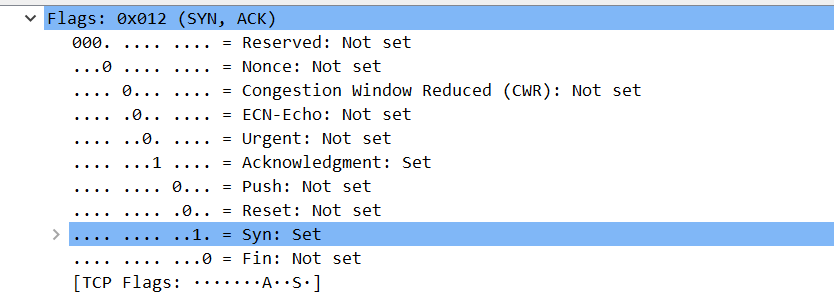 Flags: 0x012 (SYN, ACK)
000. .... .... = Reserved: Not set
...0 .... .... = Nonce: Not set
.... 0... .... = Congestion Window Reduced (CWR): Not set
.... .0.. .... = ECN-Echo: Not set
.... ..0. .... = Urgent: Not set
.... ...1 .... = Acknowledgment: Set
.... .... 0... = Push: Not set
.... .... .0.. = Reset: Not set
.... .... ..1. = Syn: Set
.... .... ...0 = Fin: Not set
[TCP Flags: ·······A··S·]